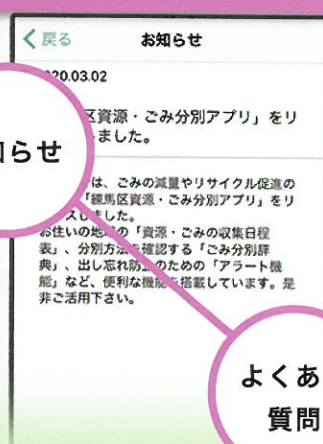 戻る
お知らせ
20.03.02
区資源・ごみ分別アプリ」をリ
ました。
らせ
は、ごみの減量やリサイクル促進の
「練馬区資源・ごみ分別アプリ」をリ
スしました。
お住いの地域の「資源・ごみの収集日程
表」、分別方法を確認する「ごみ分別辞
典」、出し忘れ防止のための「アラート機
能」など、便利な機能を搭載しています。是
非ご活用下さい。
よくあ
質問